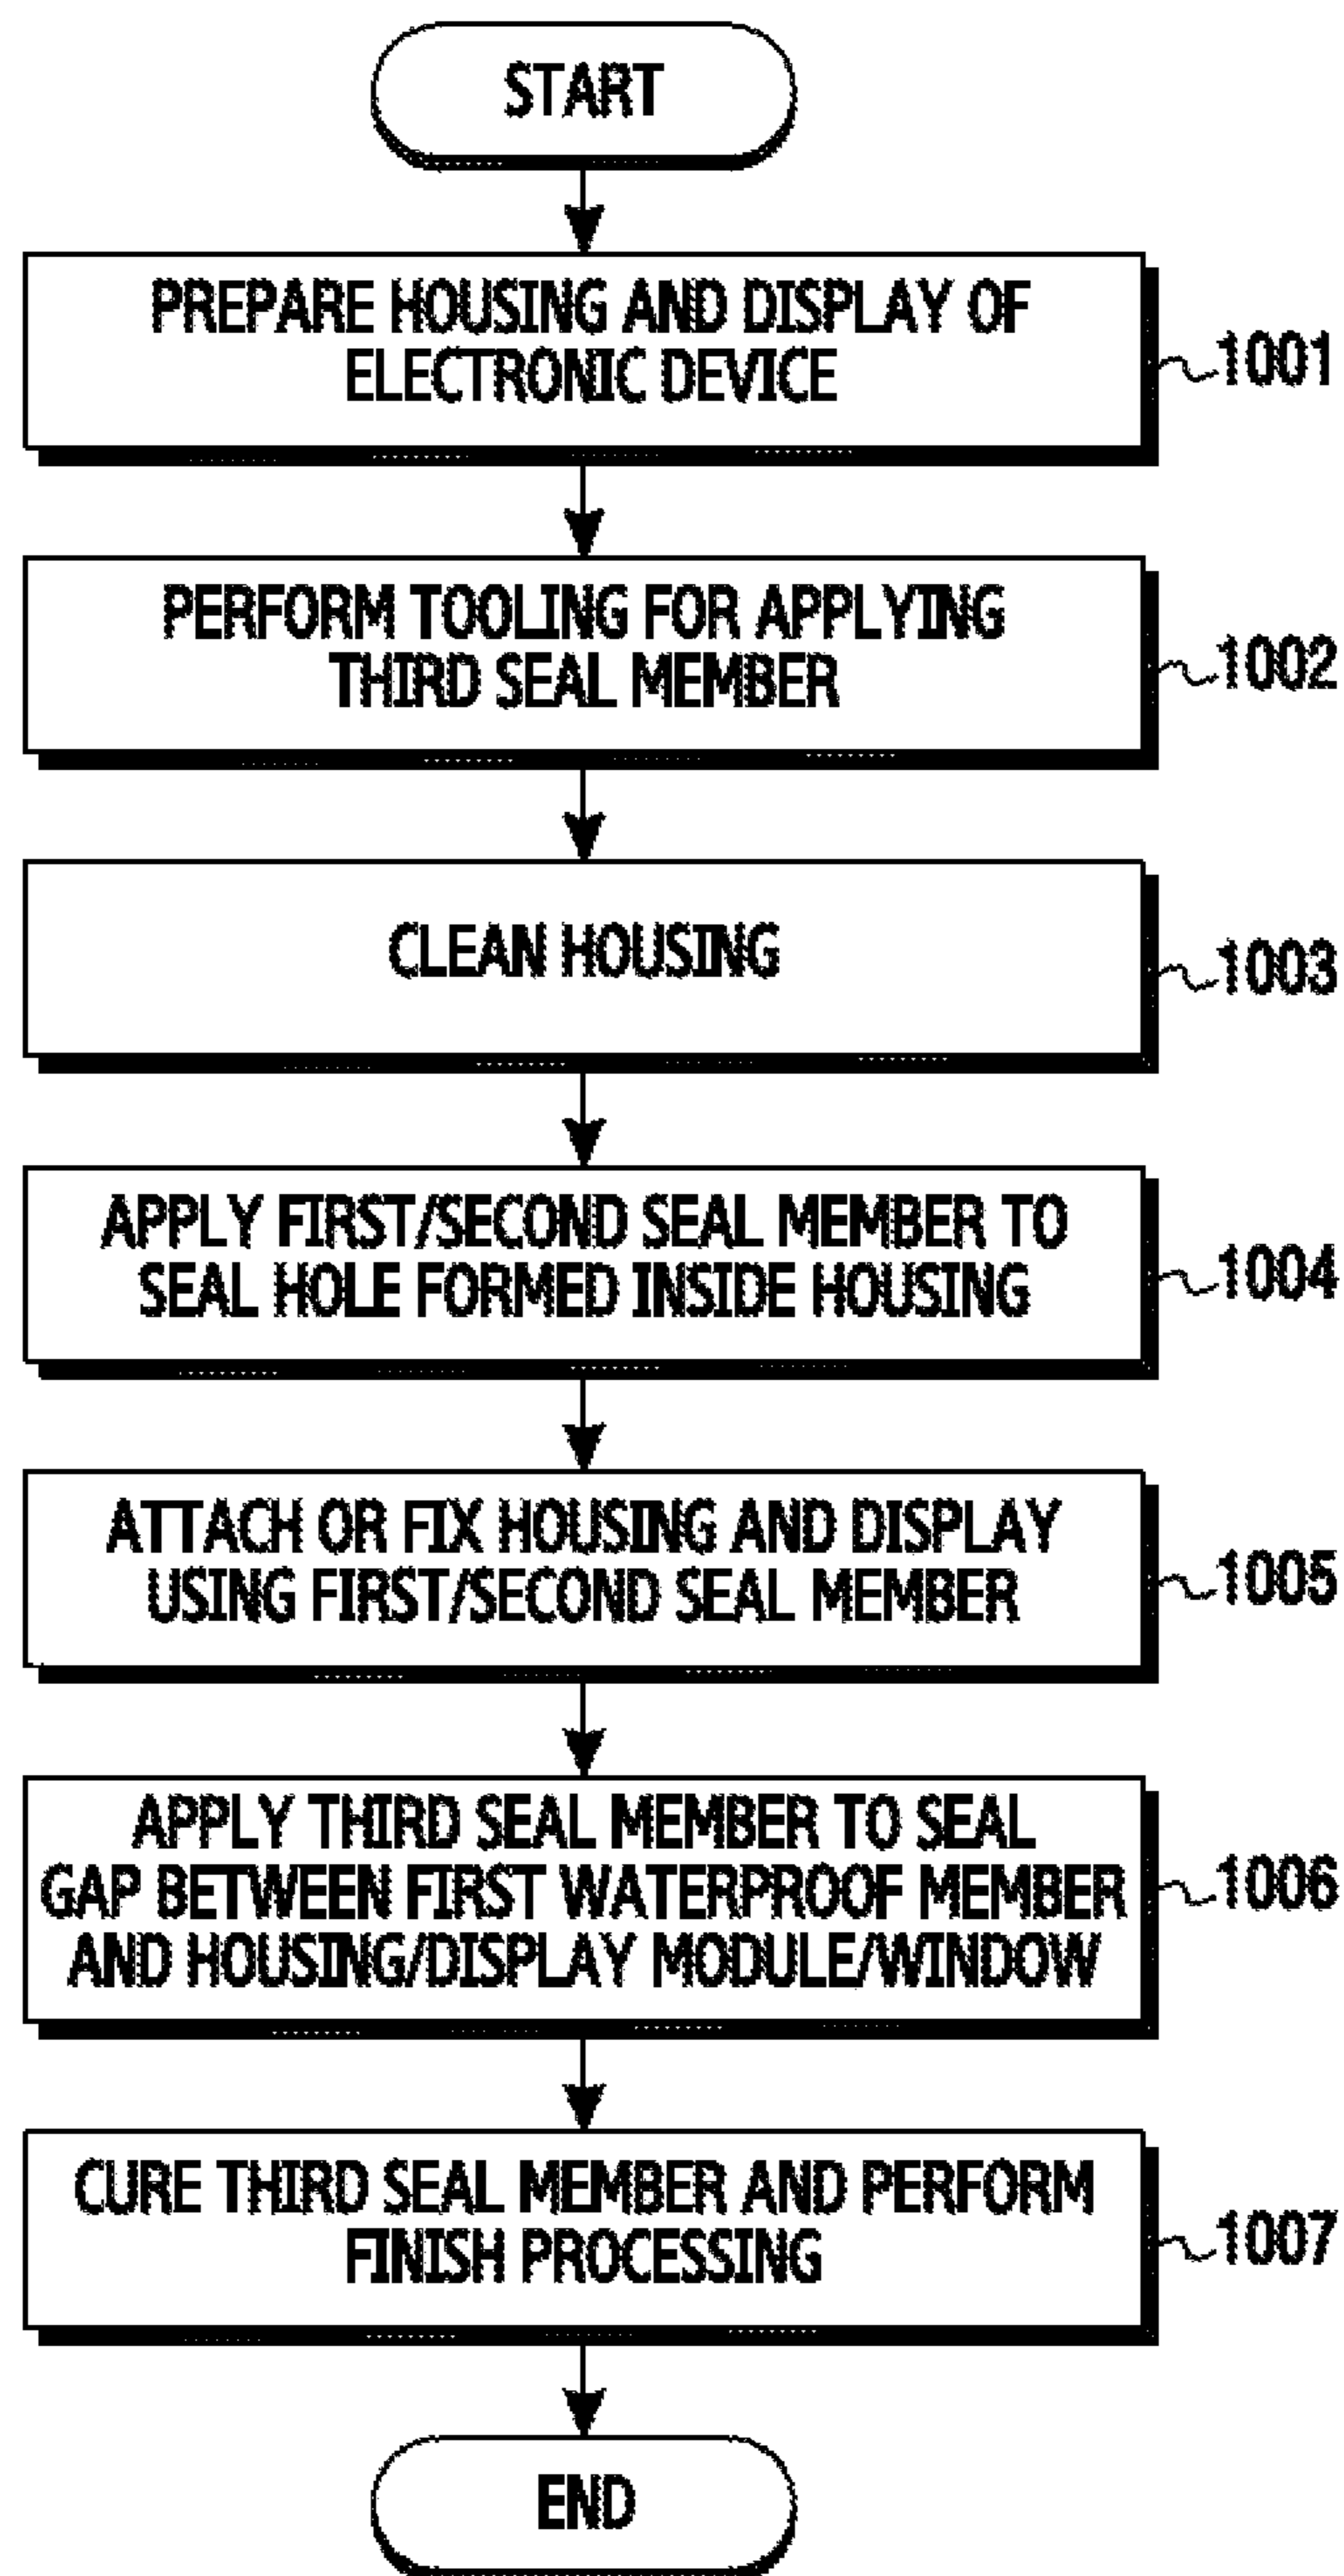 START
PREPARE HOUSING AND DISPLAY OF
ELECTRONIC DEVICE
1001
PERFORM TOOLING FOR APPLYING
THIRD SEAL MEMBER
1002
CLEAN HOUSING
1003
APPLY FIRST/SECOND SEAL MEMBER TO
SEAL HOLE FORMED INSIDE HOUSING
1004
ATTACH OR FIX HOUSING AND DISPLAY
USING FIRST/SECOND SEAL MEMBER
1005
APPLY THIRD SEAL MEMBER TO SEAL
GAP BETWEEN FIRST WATERPROOF MEMBER
AND HOUSING/DISPLAY MODULE/WINDOW
1006
CURE THIRD SEAL MEMBER AND PERFORM
FINISH PROCESSING
1007
END